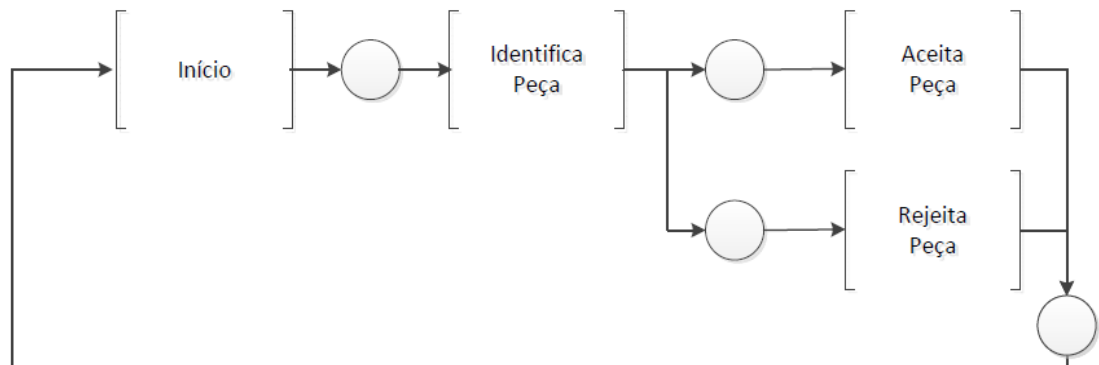 Início
Identifica
Peça
Aceita
Peça
Rejeita
Peça